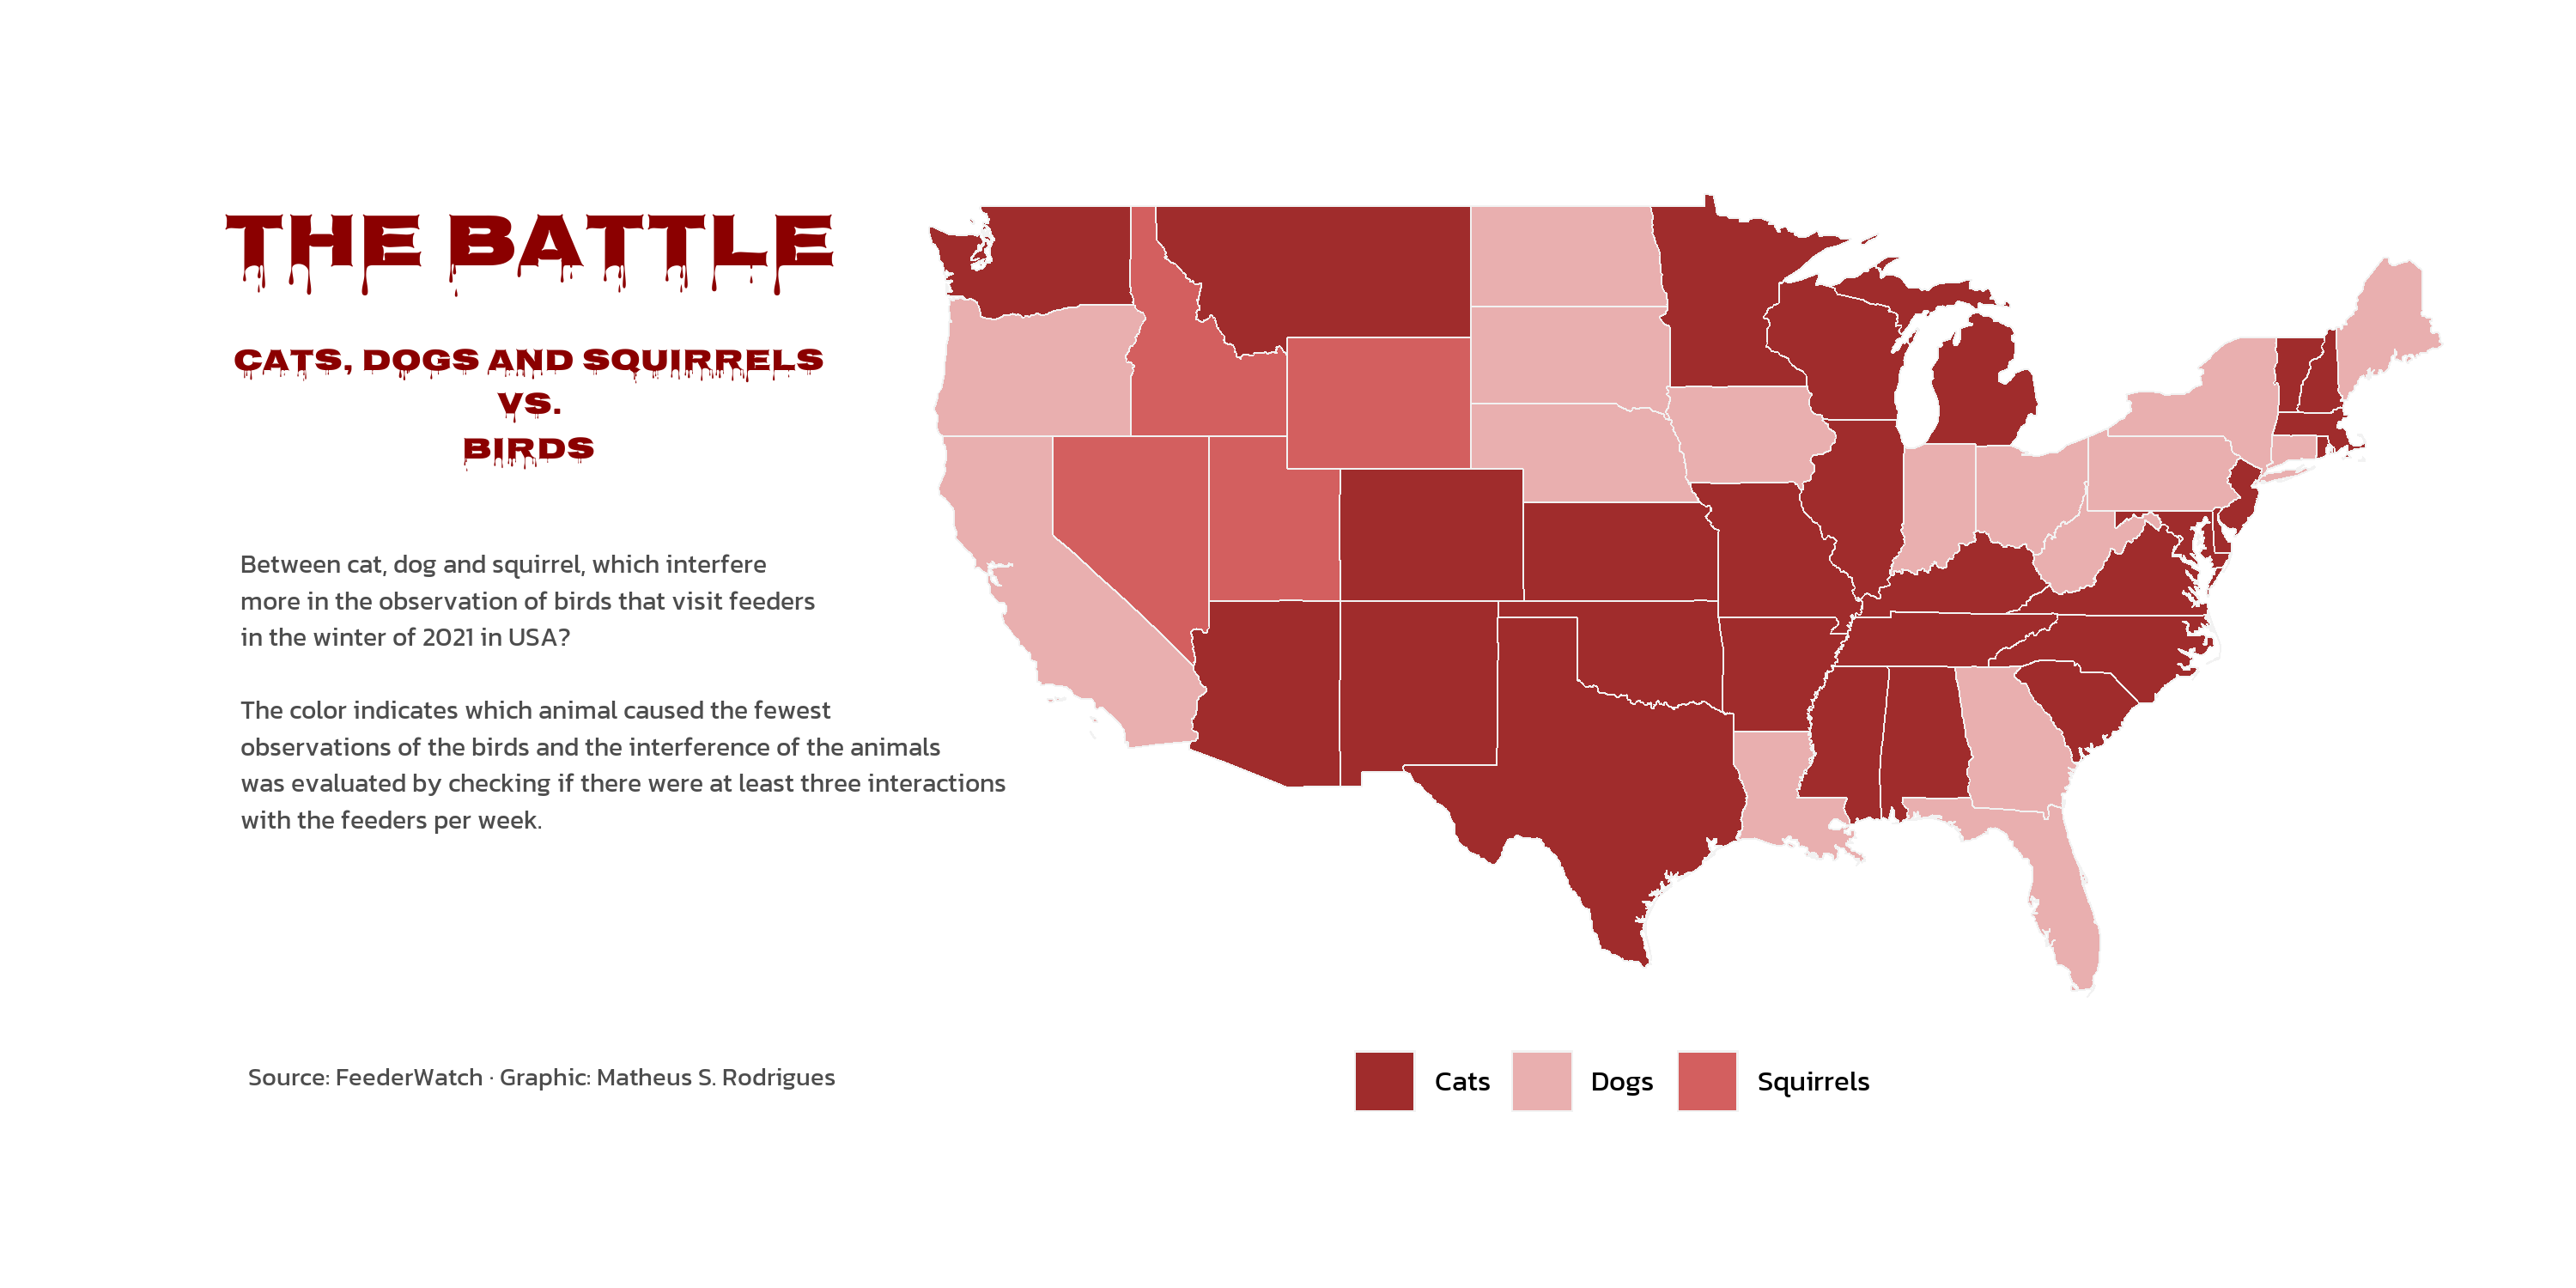 THE BATTLE
CATS, DOGS AND SQUIRRELS
VS.
BIRDS
Between cat, dog and squirrel, which interfere
more in the observation of birds that visit feeders
in the winter of 2021 in USA?
The color indicates which animal caused the fewest
observations of the birds and the interference of the animals
was evaluated by checking if there were at least three interactions
with the feeders per week.
Source: FeederWatch · Graphic: Matheus S. Rodrigues
Cats Dogs Squirrels